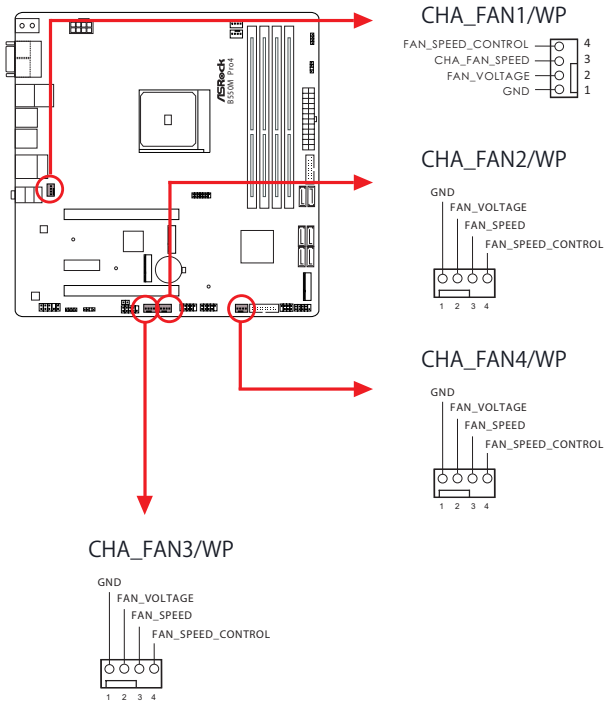 CHA_FAN1/WP
FAN_SPEED_CONTROL 4
CHA_FAN_SPEED 3
FAN_VOLTAGE 2
GND 1
ASRock
B550M Pro4
CHA_FAN2/WP
GND
FAN_VOLTAGE
FAN_SPEED
FAN_SPEED_CONTROL
1 2 3 4
CHA_FAN4/WP
GND
FAN_VOLTAGE
FAN_SPEED
FAN_SPEED_CONTROL
1 2 3 4
CHA_FAN3/WP
GND
FAN_VOLTAGE
FAN_SPEED
FAN_SPEED_CONTROL
1 2 3 4